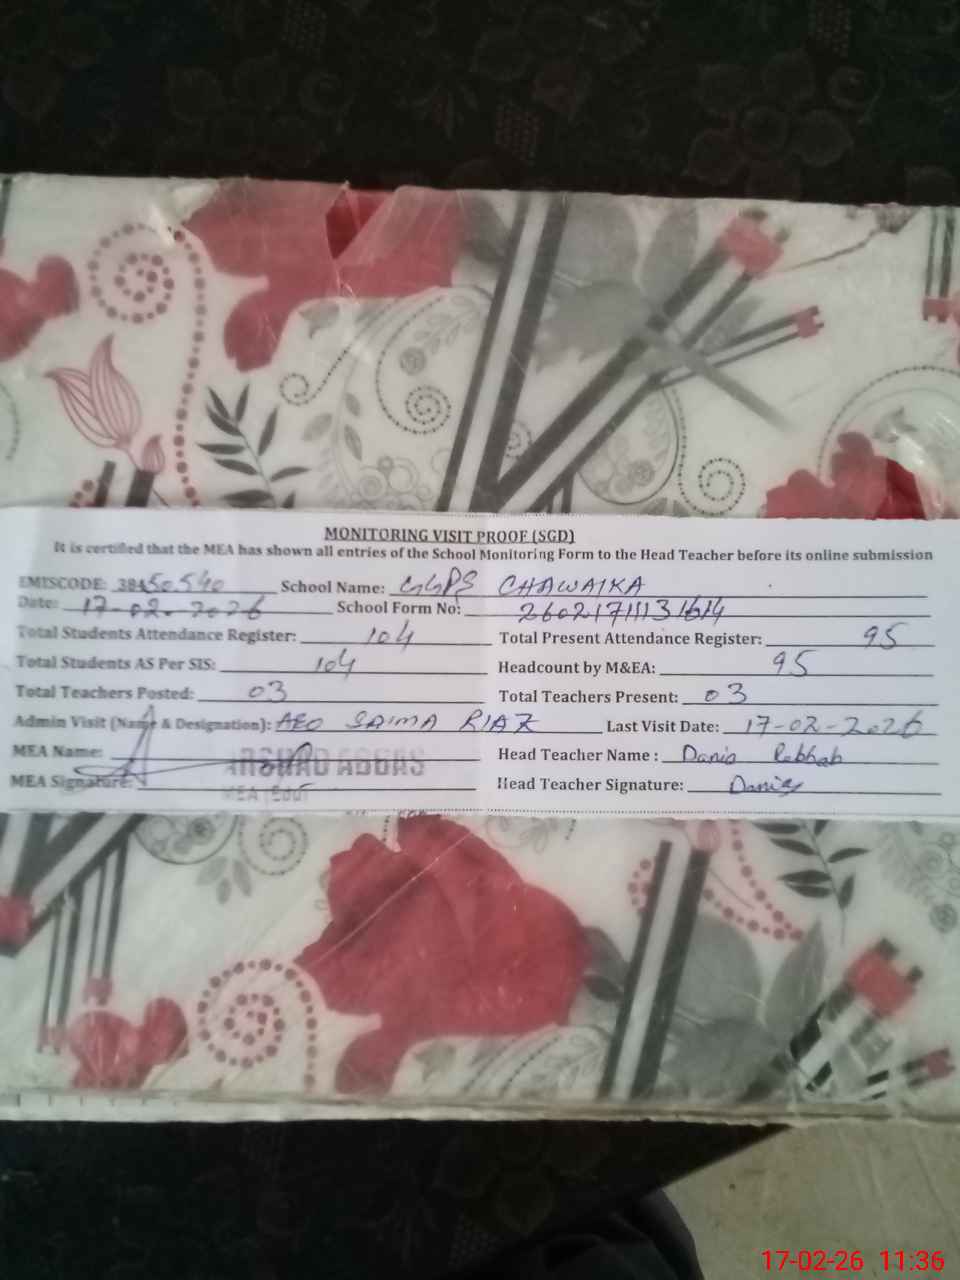 MONITORING VISIT PROOF (SGD)
It is certified that the MEA has shown all entries of the School Monitoring Form to the Head Teacher before its online submission
EMISCODE: 38450540 School Name: GGPS CHAWAIKA
Date: 17-02-2026 School Form No:
Total Students Attendance Register: 104 Total Present Attendance Register: 95
Total Students AS Per SIS: 104 Headcount by M&EA: 95
Total Teachers Posted: 03 Total Teachers Present: 03
Admin Visit (Name & Designation): AEO SAIMA RIAZ Last Visit Date: 17-02-2026
MEA Name: ARSHAD ABBAS Head Teacher Name : Dania
MEA Signature: MEA Head Teacher Signature: Dania
17-02-26 11:36